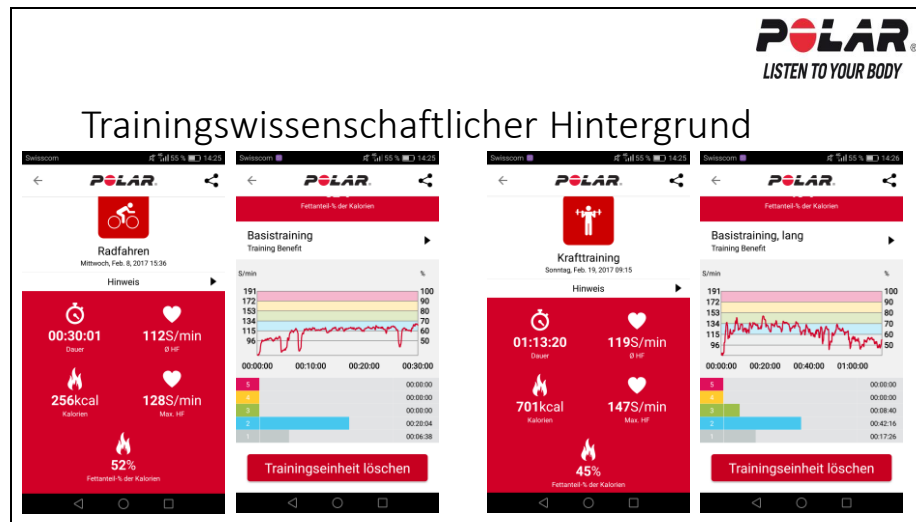 POLAR®
LISTEN TO YOUR BODY
Trainingswissenschaftlicher Hintergrund
Swisscom 55 % 14:25
POLAR.
Radfahren
Mittwoch, Feb. 8, 2017 15:36
Hinweis
00:30:01 112S/min
Dauer Ø HF
256kcal 128S/min
Kalorien Max. HF
52%
Fettanteil-% der Kalorien
Swisscom 55 % 14:25
POLAR.
Fettanteil-% der Kalorien
Basistraining
Training Benefit
S/min %
191 100
172 90
153 80
134 70
115 60
96 50
00:00:00 00:10:00 00:20:00 00:30:00
5 00:00:00
4 00:00:00
3 00:00:00
2 00:20:04
1 00:06:38
Trainingseinheit löschen
Swisscom 55 % 14:25
POLAR.
Krafttraining
Sonntag, Feb. 19, 2017 09:15
Hinweis
01:13:20 119S/min
Dauer Ø HF
701kcal 147S/min
Kalorien Max. HF
45%
Fettanteil-% der Kalorien
Swisscom 55 % 14:26
POLAR.
Fettanteil-% der Kalorien
Basistraining, lang
Training Benefit
S/min %
191 100
172 90
153 80
134 70
115 60
96 50
00:00:00 00:20:00 00:40:00 01:00:00
5 00:00:00
4 00:00:00
3 00:08:40
2 00:42:16
1 00:17:26
Trainingseinheit löschen